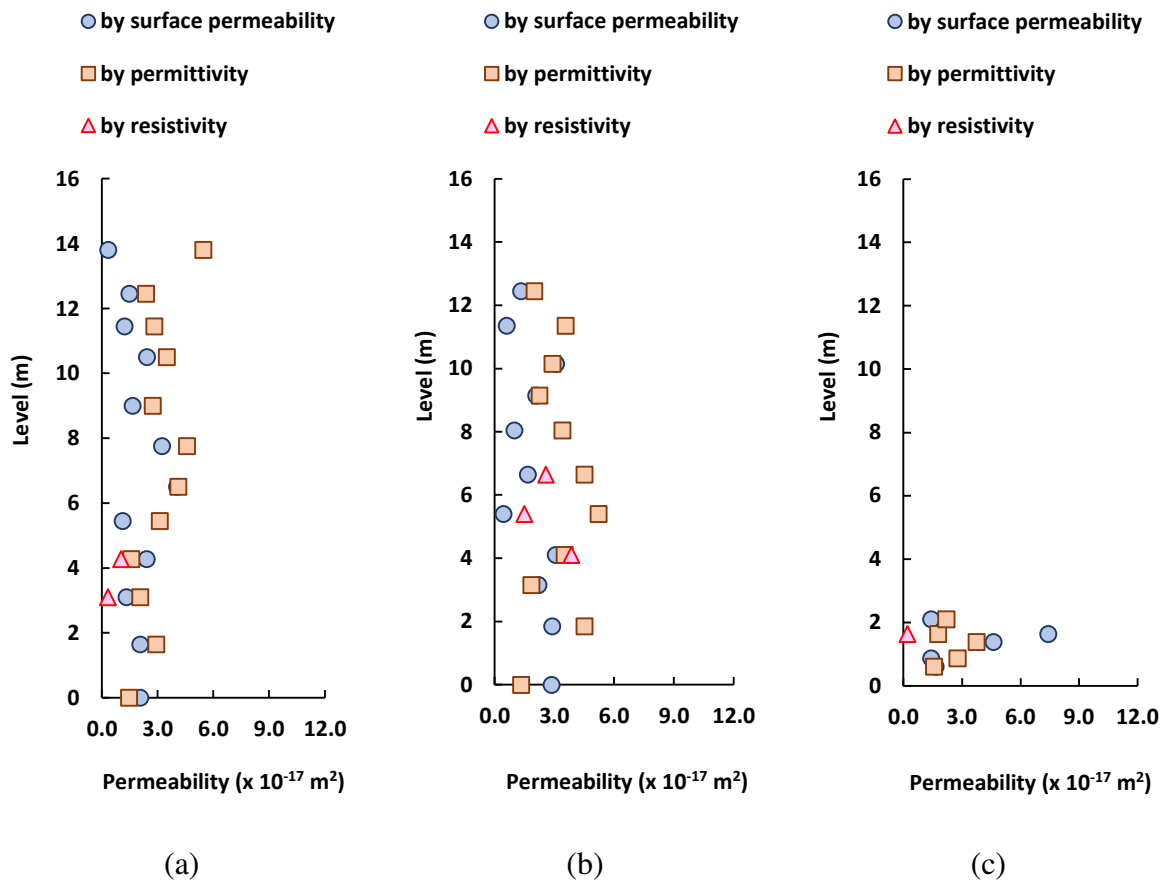 by surface permeability
by permittivity
by resistivity
16
14
12
10
8
6
4
2
0
Level (m)
0.0 3.0 6.0 9.0 12.0
Permeability (x 10⁻¹⁷ m²)
(a)
by surface permeability
by permittivity
by resistivity
16
14
12
10
8
6
4
2
0
Level (m)
0.0 3.0 6.0 9.0 12.0
Permeability (x 10⁻¹⁷ m²)
(b)
by surface permeability
by permittivity
by resistivity
16
14
12
10
8
6
4
2
0
Level (m)
0.0 3.0 6.0 9.0 12.0
Permeability (x 10⁻¹⁷ m²)
(c)